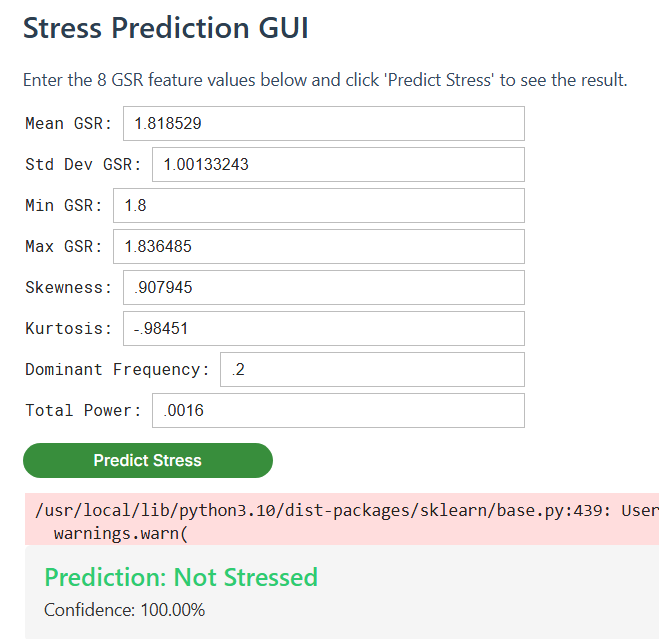 Stress Prediction GUI
Enter the 8 GSR feature values below and click 'Predict Stress' to see the result.
Mean GSR: 1.818529
Std Dev GSR: 1.00133243
Min GSR: 1.8
Max GSR: 1.836485
Skewness: .907945
Kurtosis: -.98451
Dominant Frequency: .2
Total Power: .0016
Predict Stress
/usr/local/lib/python3.10/dist-packages/sklearn/base.py:439: User
warnings.warn(
Prediction: Not Stressed
Confidence: 100.00%